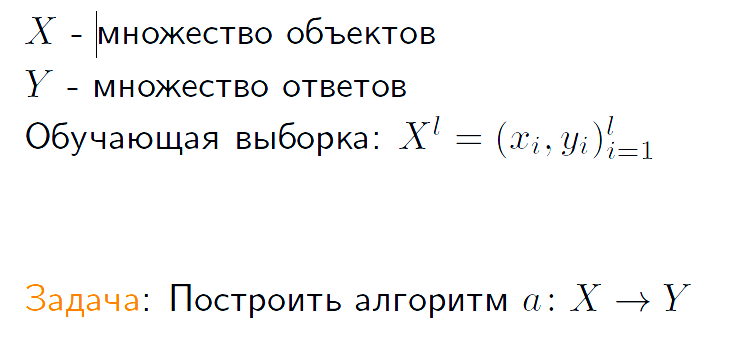 X - множество объектов
Y - множество ответов
Обучающая выборка: X^l = (x_i, y_i)_{i=1}^l
Задача: Построить алгоритм a: X → Y